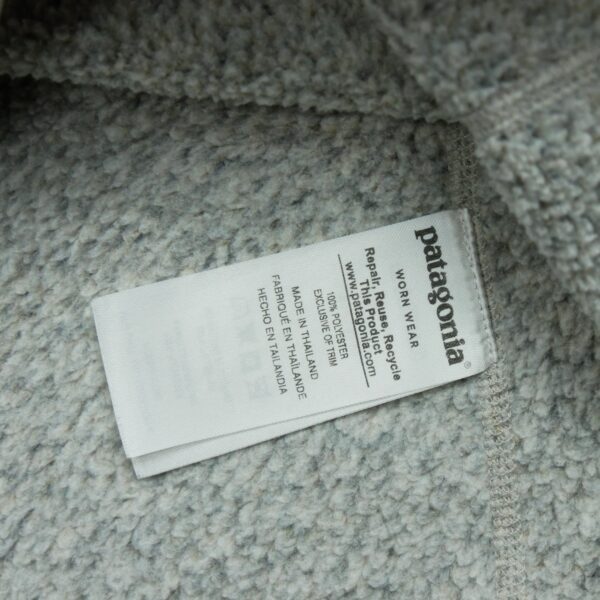 patagonia®
WORN WEAR
Repair, Reuse, Recycle
This Product
www.patagonia.com
100% POLYESTER
EXCLUSIVE OF TRIM
MADE IN THAILAND
FABRIQUÉ EN THAÏLANDE
HECHO EN TAILANDIA